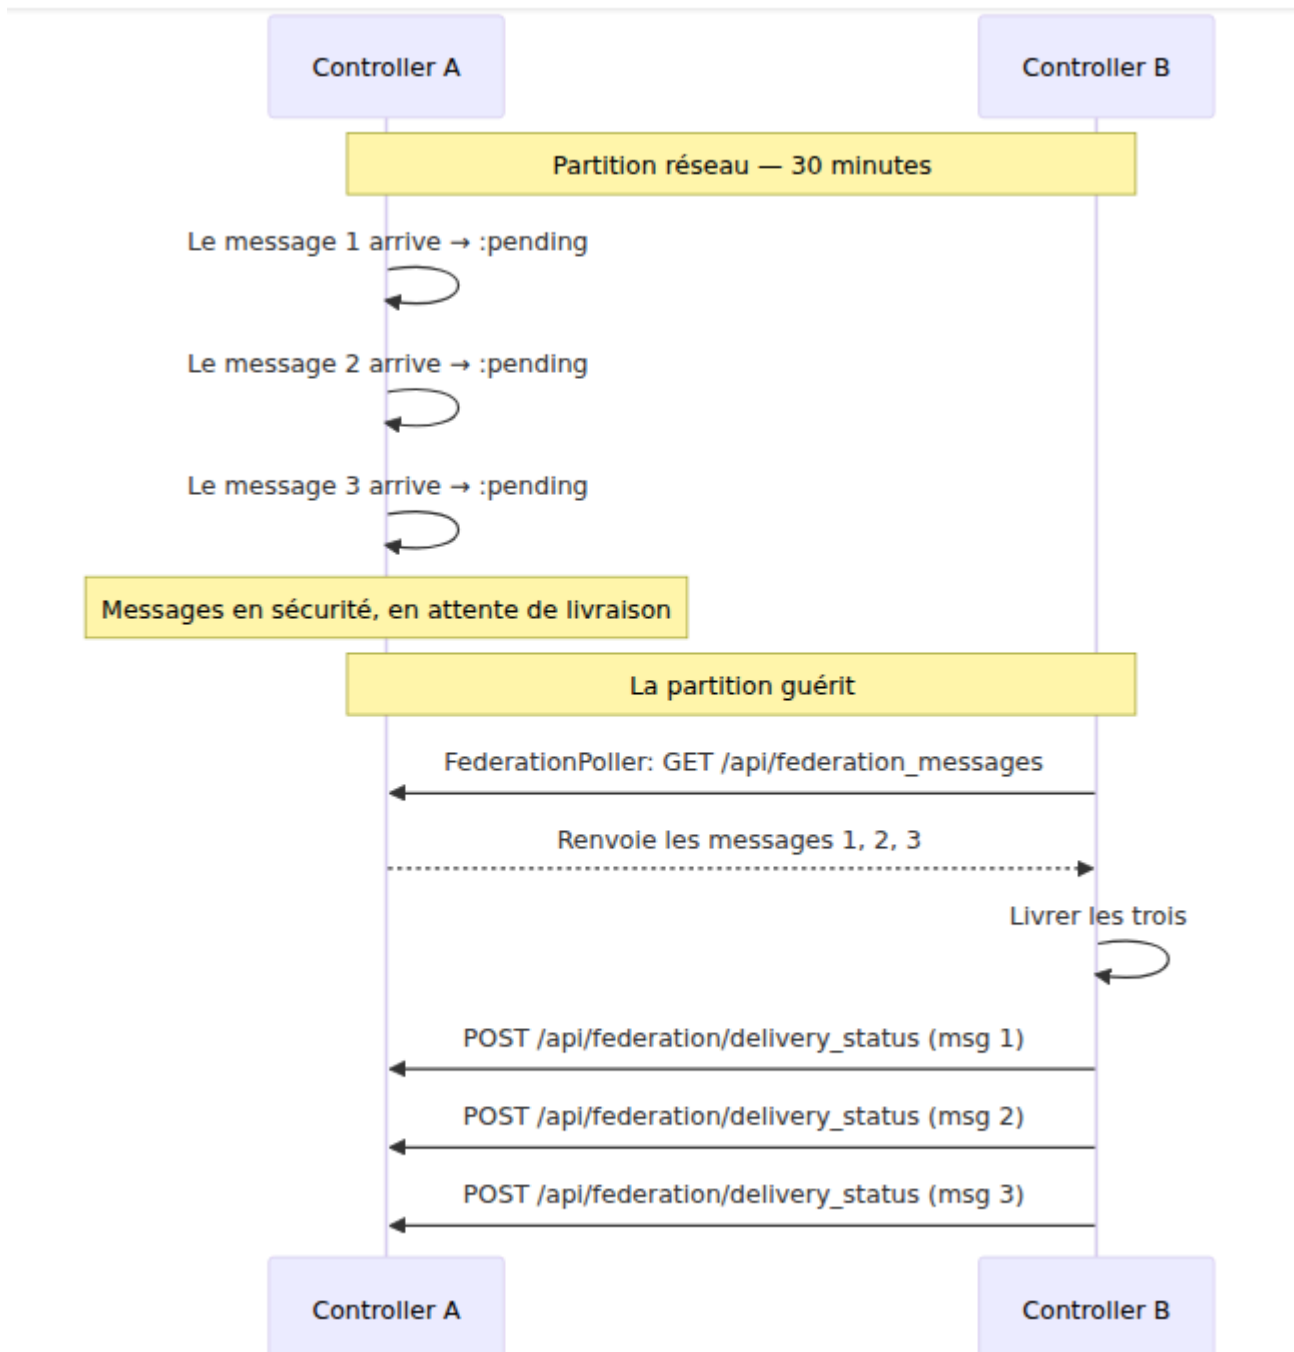 Controller A
Controller B
Partition réseau — 30 minutes
Le message 1 arrive → :pending
Le message 2 arrive → :pending
Le message 3 arrive → :pending
Messages en sécurité, en attente de livraison
La partition guérit
FederationPoller: GET /api/federation_messages
Renvoie les messages 1, 2, 3
Livrer les trois
POST /api/federation/delivery_status (msg 1)
POST /api/federation/delivery_status (msg 2)
POST /api/federation/delivery_status (msg 3)
Controller A
Controller B